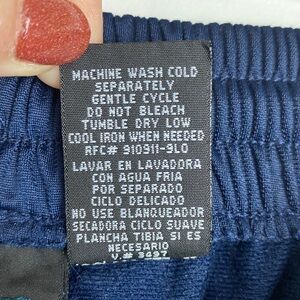 MACHINE WASH COLD
SEPARATELY
GENTLE CYCLE
DO NOT BLEACH
TUMBLE DRY LOW
COOL IRON WHEN NEEDED
RFC# 910911-9L0
LAVAR EN LAVADORA
CON AGUA FRIA
POR SEPARADO
CICLO DELICADO
NO USE BLANQUEADOR
SECADORA CICLO SUAVE
PLANCHA TIBIA SI ES
NECESARIO
V.# 3497